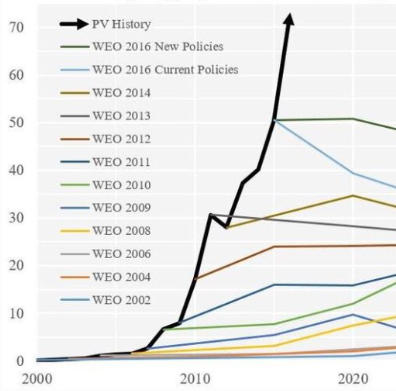 70
60
50
40
30
20
10
0
PV History
WEO 2016 New Policies
WEO 2016 Current Policies
WEO 2014
WEO 2013
WEO 2012
WEO 2011
WEO 2010
WEO 2009
WEO 2008
WEO 2006
WEO 2004
WEO 2002
2000 2010 2020